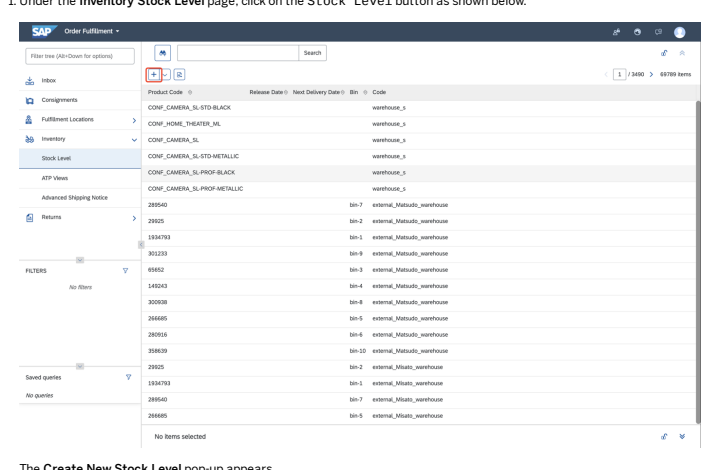 1. Under the Inventory Stock Level page, click on the Stock Level button as shown below.
SAP Order Fulfilment
Filter tree (Alt+Down for options)
Search
Inbox
1 / 3490 69789 items
Consignments
Product Code Release Date Next Delivery Date Bin Code
CONF_CAMERA_SL-STD-BLACK warehouse_s
Fulfillment Locations
CONF_HOME_THEATER_ML warehouse_s
Inventory
CONF_CAMERA_SL warehouse_s
Stock Level
CONF_CAMERA_SL-STD-METALLIC warehouse_s
ATP Views
CONF_CAMERA_SL-PROF-BLACK warehouse_s
Advanced Shipping Notice
CONF_CAMERA_SL-PROF-METALLIC warehouse_s
Returns
289540 bin-7 external_Matsudo_warehouse
29925 bin-2 external_Matsudo_warehouse
1934793 bin-1 external_Matsudo_warehouse
301233 bin-9 external_Matsudo_warehouse
FILTERS
65652 bin-3 external_Matsudo_warehouse
No filters
149243 bin-4 external_Matsudo_warehouse
300938 bin-8 external_Matsudo_warehouse
266685 bin-5 external_Matsudo_warehouse
280916 bin-6 external_Matsudo_warehouse
358639 bin-10 external_Matsudo_warehouse
29925 bin-2 external_Misato_warehouse
Saved queries
1934793 bin-1 external_Misato_warehouse
No queries
289540 bin-7 external_Misato_warehouse
266685 bin-5 external_Misato_warehouse
No items selected
The Create New Stock Level pop-up appears